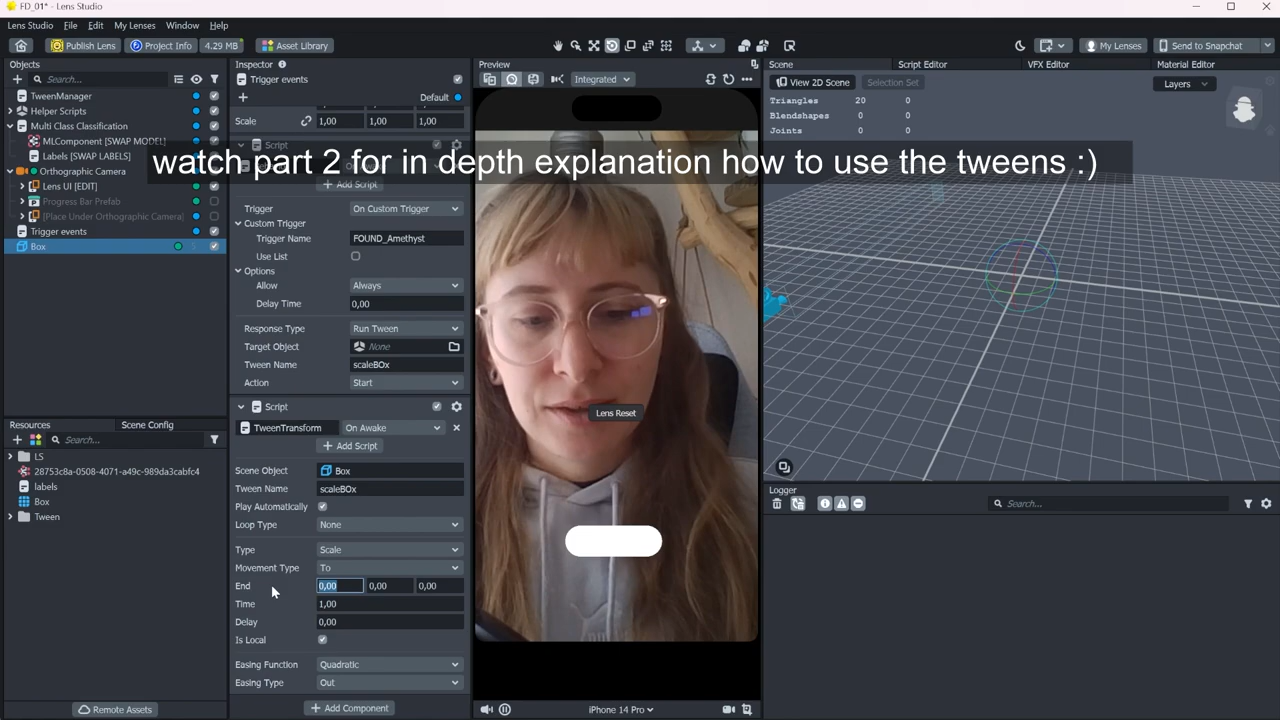 FD_01* - Lens Studio
Lens Studio File Edit My Lenses Window Help
Publish Lens Project Info 4.29 MB Asset Library My Lenses Send to Snapchat
Objects
Search...
TweenManager
Helper Scripts
Multi Class Classification
MLComponent [SWAP MODEL]
Labels [SWAP LABELS]
Orthographic Camera
Lens UI [EDIT]
Progress Bar Prefab
[Place Under Orthographic Camera]
Trigger events
Box
Resources Scene Config
Search...
LS
28753c8a-0508-4071-a49c-989da3cabfc4
labels
Box
Tween
Remote Assets
Inspector
Trigger events
Default
Scale 1,00 1,00 1,00
Script
Add Script
Trigger On Custom Trigger
Custom Trigger
Trigger Name FOUND_Amethyst
Use List
Options
Allow Always
Delay Time 0,00
Response Type Run Tween
Target Object None
Tween Name scaleBOx
Action Start
Script
TweenTransform On Awake
Add Script
Scene Object Box
Tween Name scaleBOx
Play Automatically
Loop Type None
Type Scale
Movement Type To
End 0,00 0,00 0,00
Time 1,00
Delay 0,00
Is Local
Easing Function Quadratic
Easing Type Out
Add Component
Preview
Integrated
watch part 2 for in depth explanation how to use the tweens :)
Lens Reset
iPhone 14 Pro
Scene Script Editor VFX Editor Material Editor
View 2D Scene Selection Set Layers
Triangles 20 0
Blendshapes 0 0
Joints 0 0
Logger
Search...